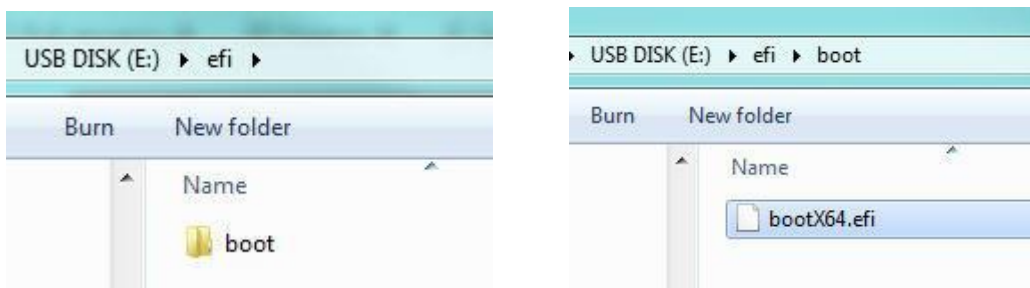 USB DISK (E:) ▸ efi ▸
Burn New folder
Name
boot
▸ USB DISK (E:) ▸ efi ▸ boot
Burn New folder
Name
bootX64.efi